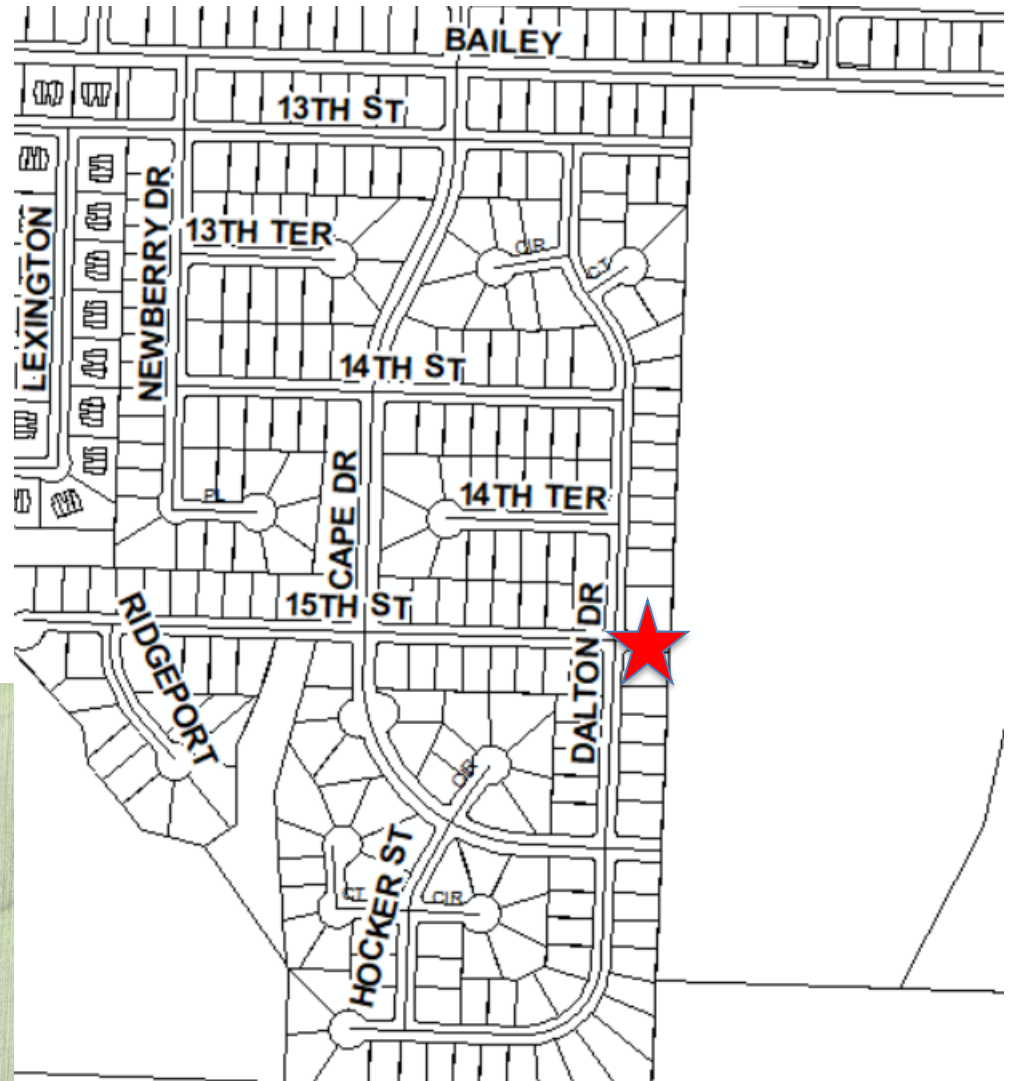 BAILEY
13TH ST
13TH TER
CIR
CT
LEXINGTON
NEWBERRY DR
14TH ST
PL
CAPE DR
14TH TER
15TH ST
RIDGEPORT
DALTON DR
CIR
HOCKER ST
CT
CIR